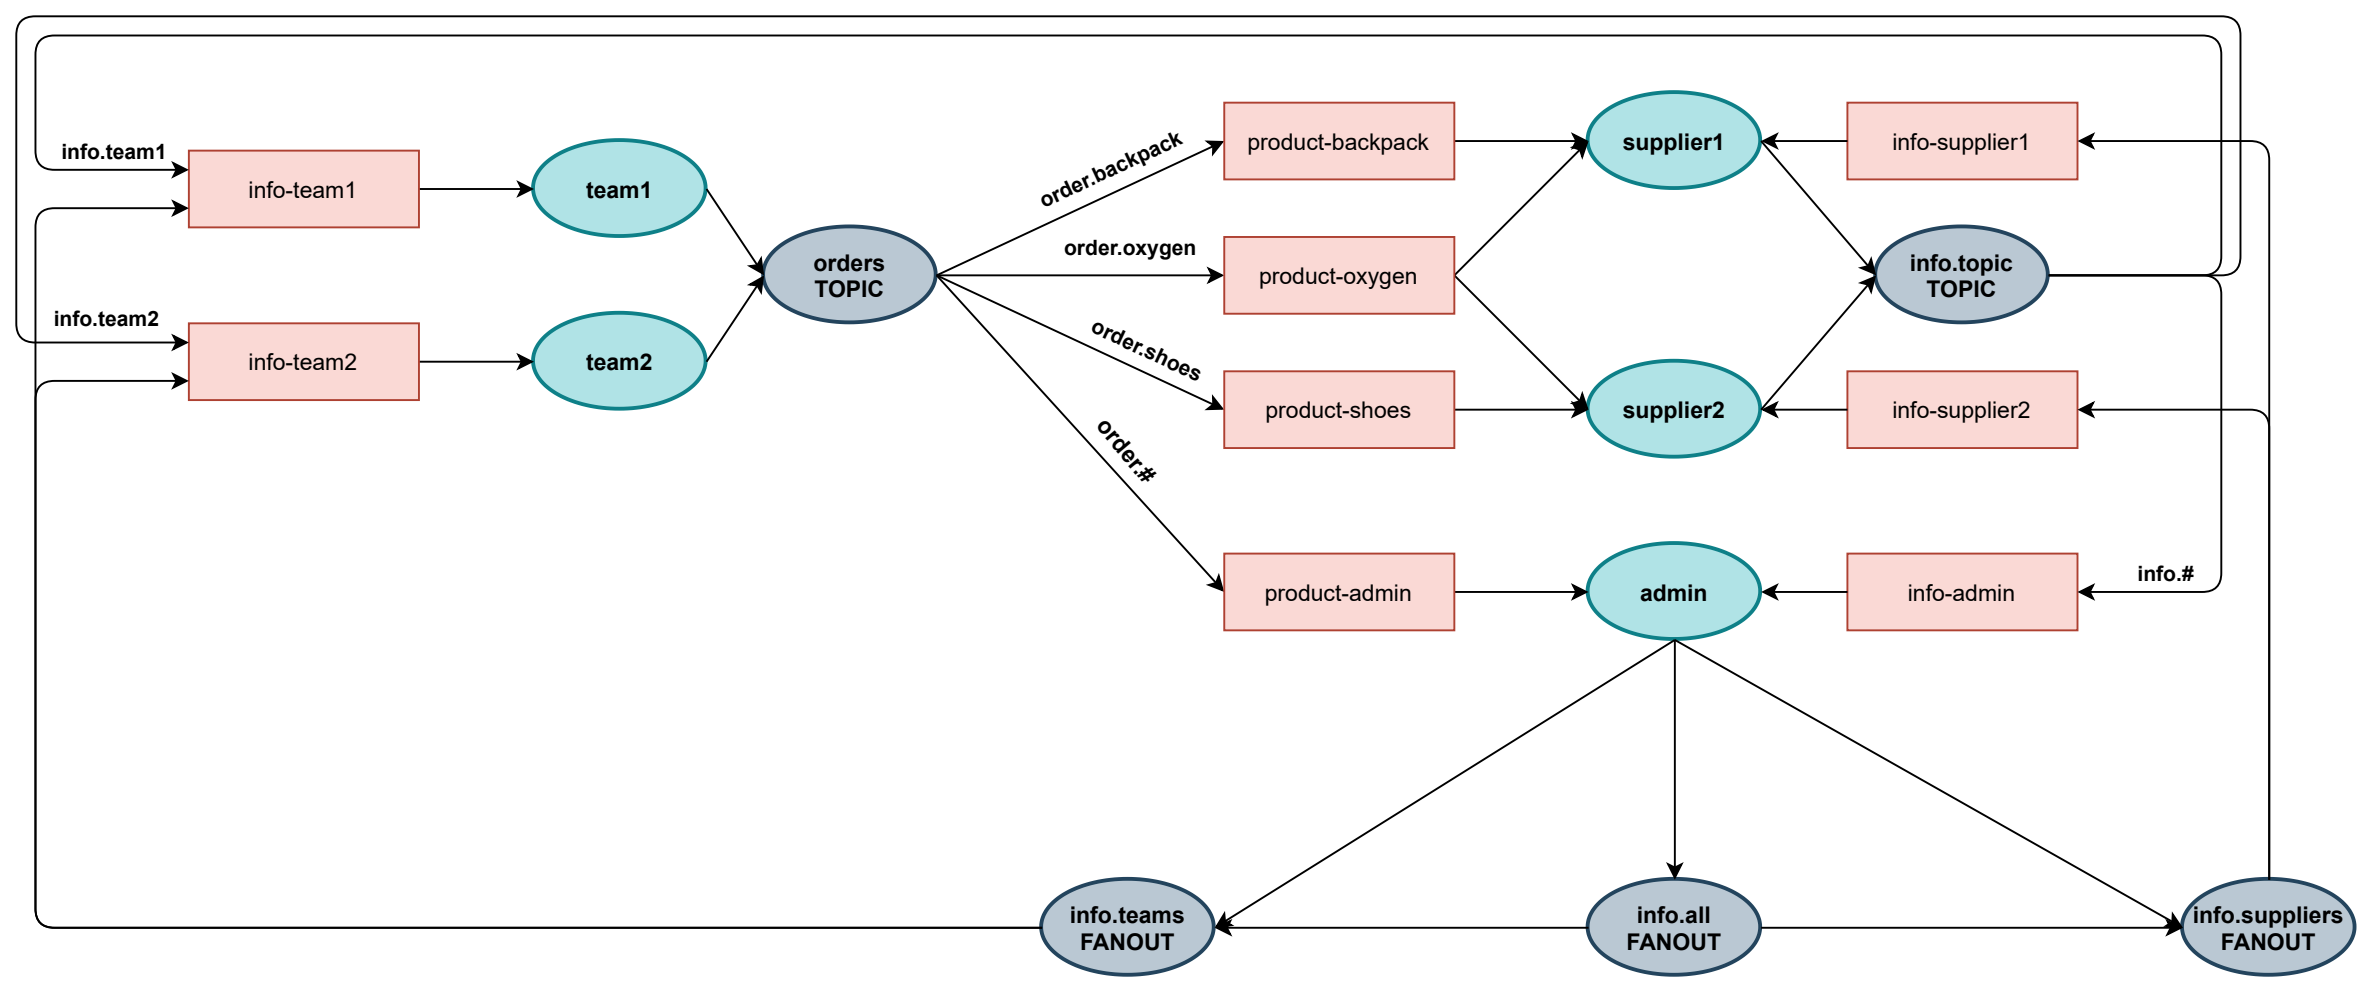 info.team1
info-team1
team1
info.team2
info-team2
team2
orders
TOPIC
order.backpack
order.oxygen
order.shoes
order.#
product-backpack
product-oxygen
product-shoes
product-admin
supplier1
supplier2
admin
info-supplier1
info.topic
TOPIC
info-supplier2
info.#
info-admin
info.teams
FANOUT
info.all
FANOUT
info.suppliers
FANOUT